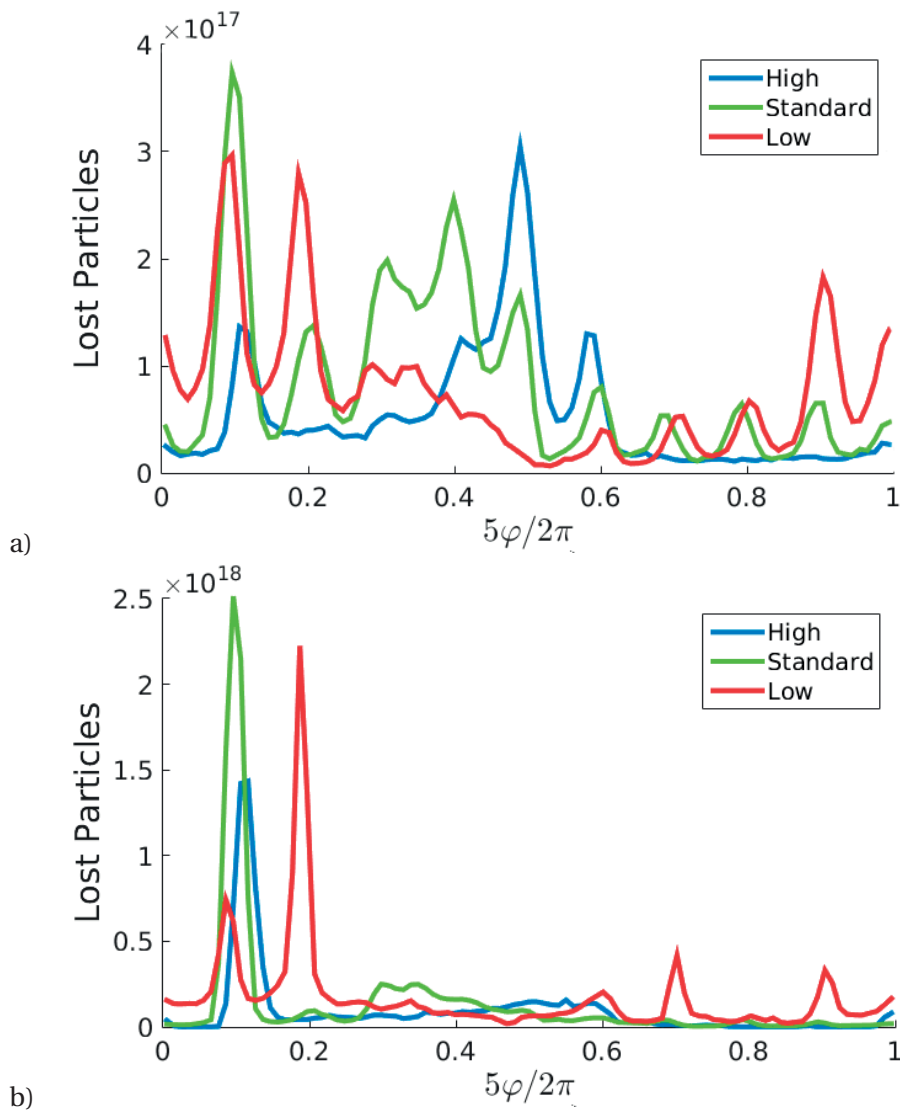 ×10^17
4
3
2
1
0
Lost Particles
High
Standard
Low
0 0.2 0.4 0.6 0.8 1
5φ/2π
a)
×10^18
2.5
2
1.5
1
0.5
0
Lost Particles
High
Standard
Low
0 0.2 0.4 0.6 0.8 1
5φ/2π
b)